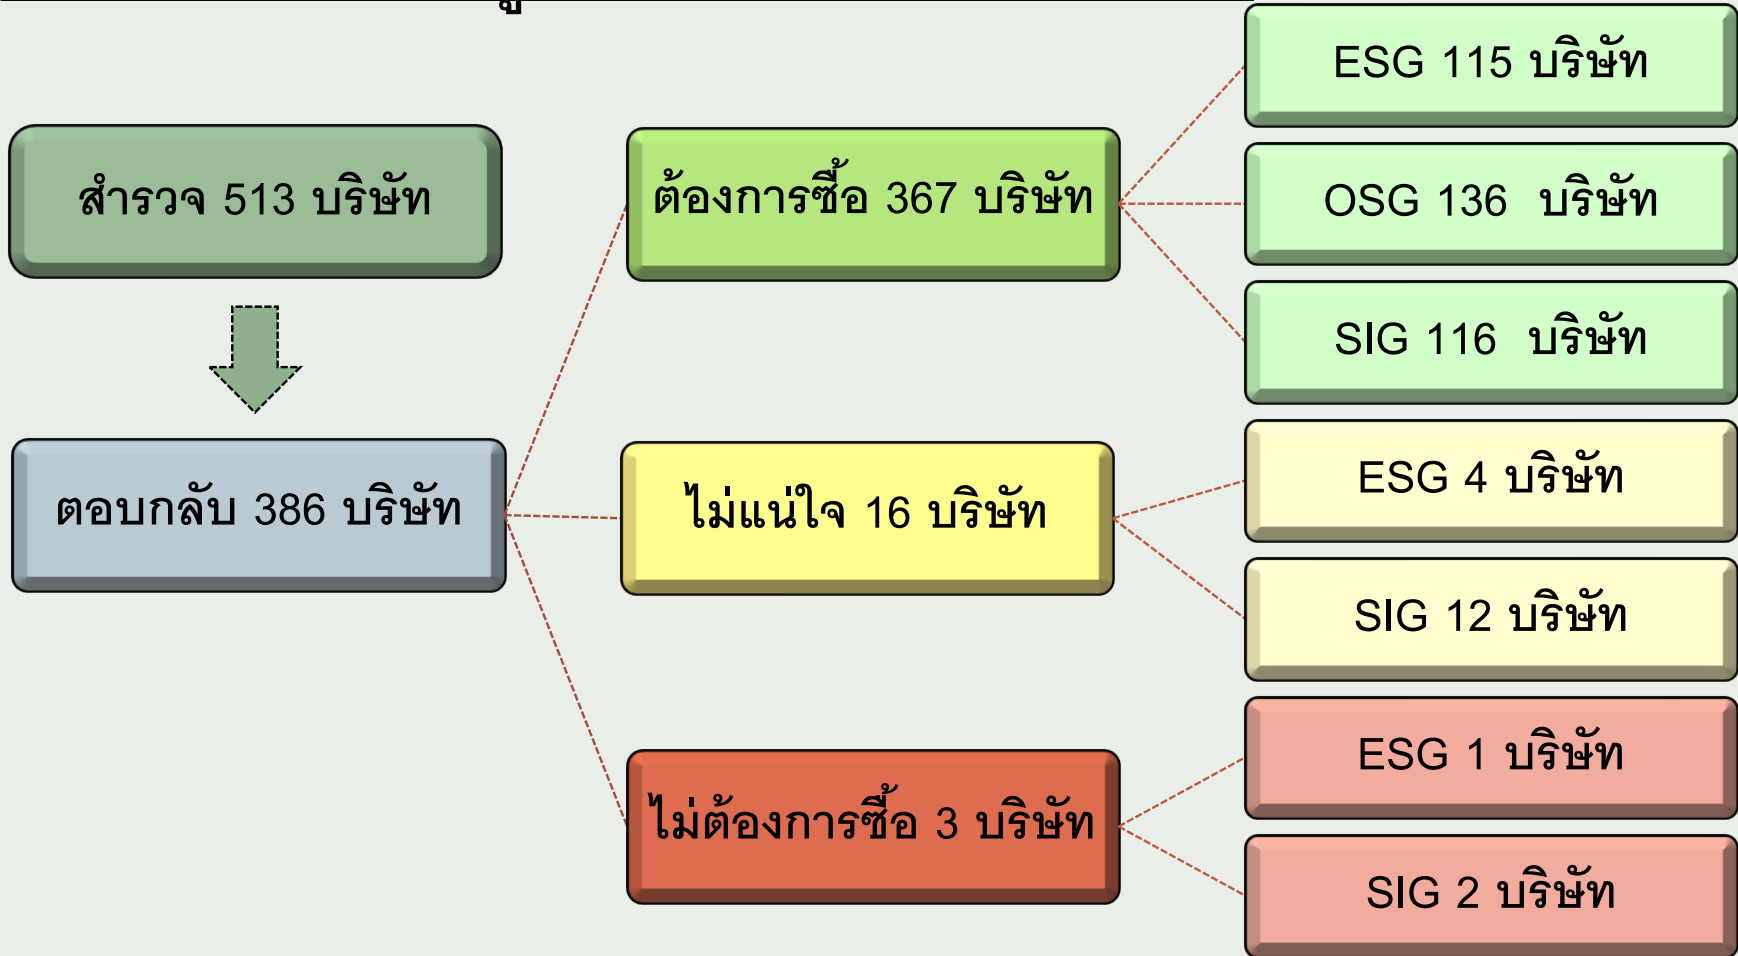 สำรวจ 513 บริษัท
ตอบกลับ 386 บริษัท
ต้องการซื้อ 367 บริษัท
ESG 115 บริษัท
OSG 136 บริษัท
SIG 116 บริษัท
ไม่แน่ใจ 16 บริษัท
ESG 4 บริษัท
SIG 12 บริษัท
ไม่ต้องการซื้อ 3 บริษัท
ESG 1 บริษัท
SIG 2 บริษัท